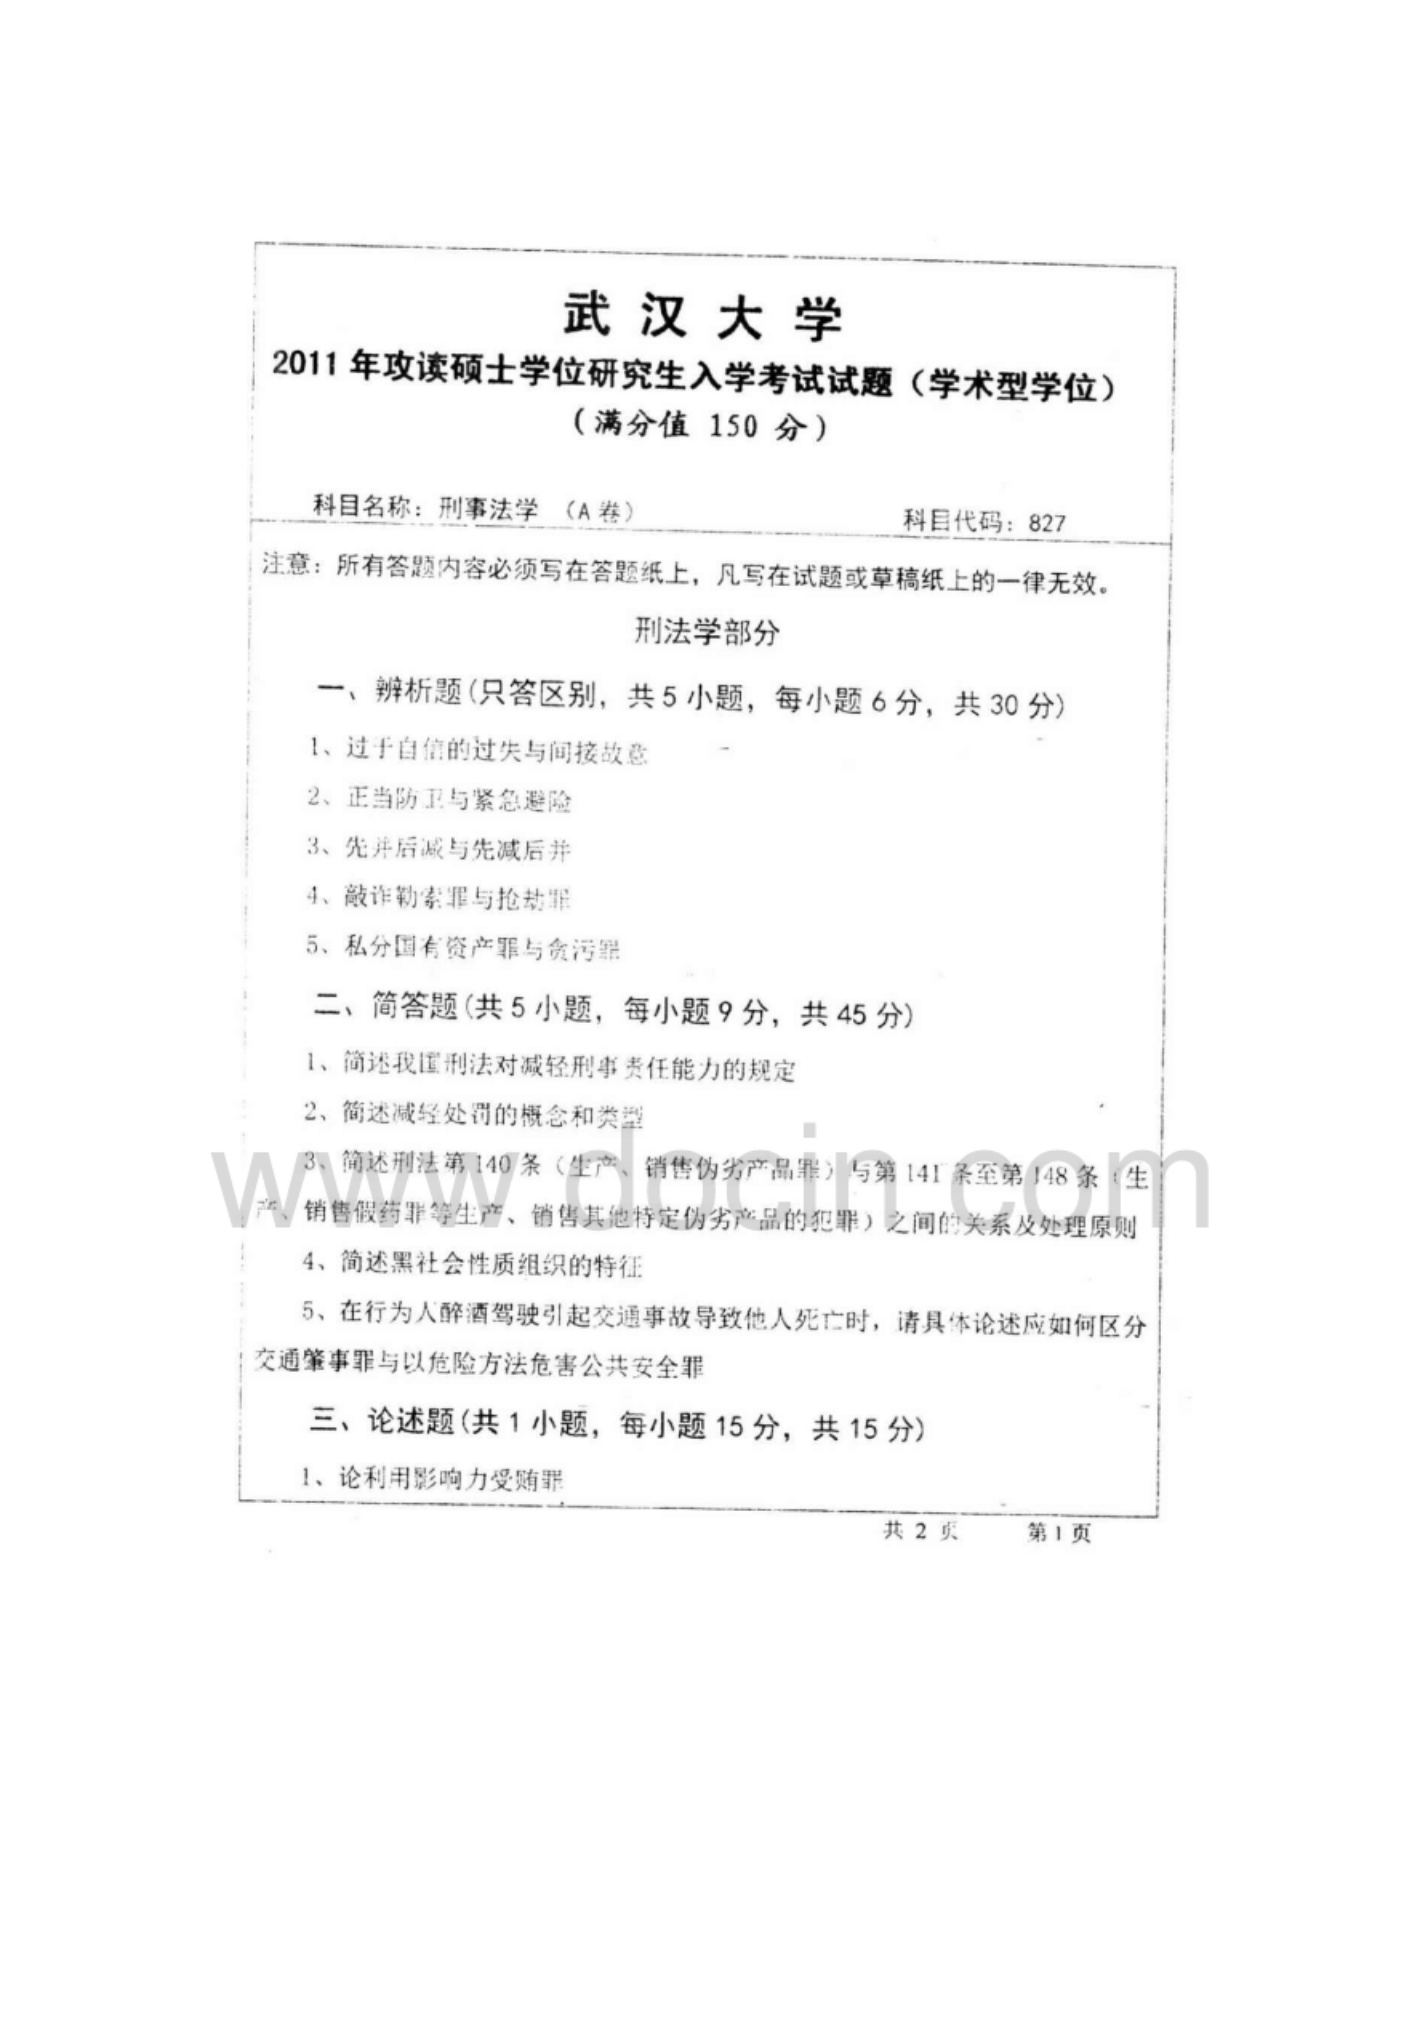 武汉大学
2011年攻读硕士学位研究生入学考试试题（学术型学位）
（满分值 150 分）
科目名称：刑事法学 （A卷） 科目代码：827
注意：所有答题内容必须写在答题纸上，凡写在试题或草稿纸上的一律无效。
刑法学部分
一、辨析题(只答区别，共5小题，每小题6分，共30分)
1、过于自信的过失与间接故意
2、正当防卫与紧急避险
3、先并后减与先减后并
4、敲诈勒索罪与抢劫罪
5、私分国有资产罪与贪污罪
二、简答题(共5小题，每小题9分，共45分)
1、简述我国刑法对减轻刑事责任能力的规定
2、简述减轻处罚的概念和类型
3、简述刑法第140条（生产、销售伪劣产品罪）与第141条至第148条（生
产、销售假药罪等生产、销售其他特定伪劣产品的犯罪）之间的关系及处理原则
4、简述黑社会性质组织的特征
5、在行为人醉酒驾驶引起交通事故导致他人死亡时，请具体论述应如何区分
交通肇事罪与以危险方法危害公共安全罪
三、论述题(共1小题，每小题15分，共15分)
1、论利用影响力受贿罪
共 2 页 第1页
www.docin.com